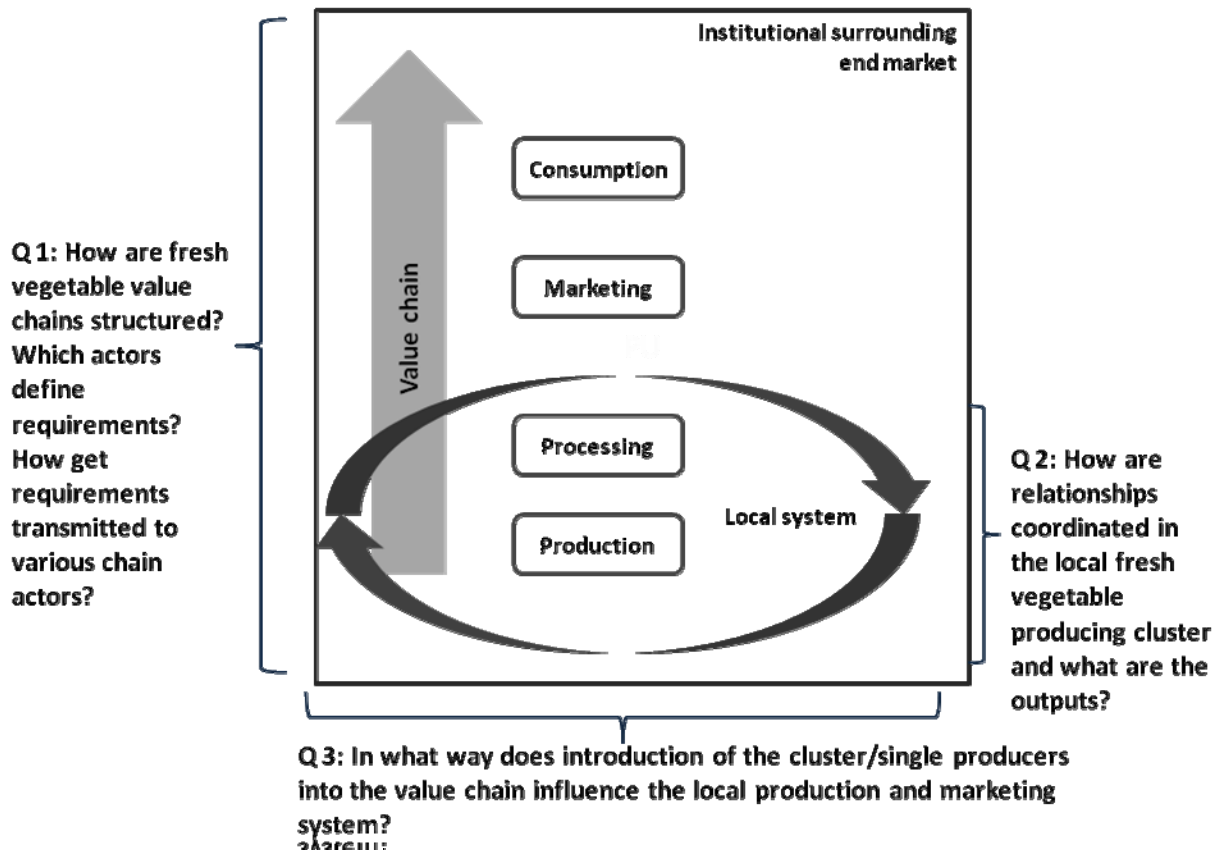 Institutional surrounding
end market
Consumption
Marketing
Value chain
Processing
Local system
Production
Q 1: How are fresh
vegetable value
chains structured?
Which actors
define
requirements?
How get
requirements
transmitted to
various chain
actors?
Q 2: How are
relationships
coordinated in
the local fresh
vegetable
producing cluster
and what are the
outputs?
Q 3: In what way does introduction of the cluster/single producers
into the value chain influence the local production and marketing
system?